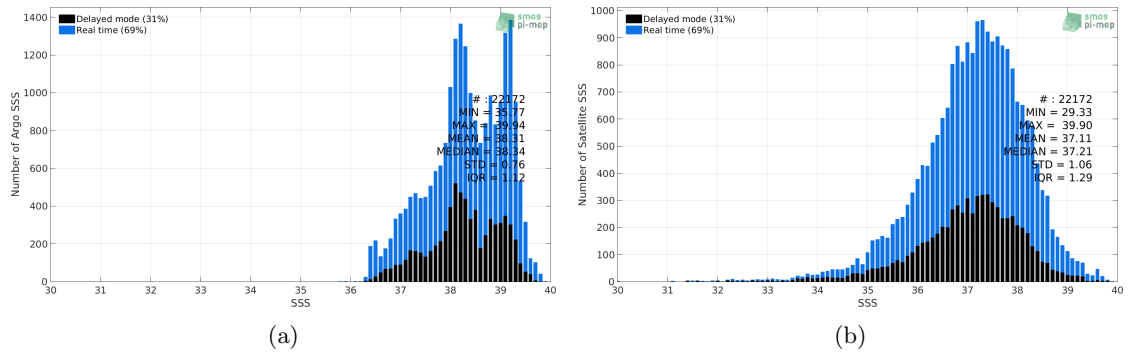 1400
1200
1000
800
600
400
200
0
Number of Argo SSS
Delayed mode (31%)
Real time (69%)
smos
pi-mep
# : 22172
MIN = 35.77
MAX = 39.94
MEAN = 38.31
MEDIAN = 38.34
STD = 0.76
IQR = 1.12
30 31 32 33 34 35 36 37 38 39 40
SSS
(a)
1000
900
800
700
600
500
400
300
200
100
0
Number of Satellite SSS
Delayed mode (31%)
Real time (69%)
smos
pi-mep
# : 22172
MIN = 29.33
MAX = 39.90
MEAN = 37.11
MEDIAN = 37.21
STD = 1.06
IQR = 1.29
30 31 32 33 34 35 36 37 38 39 40
SSS
(b)